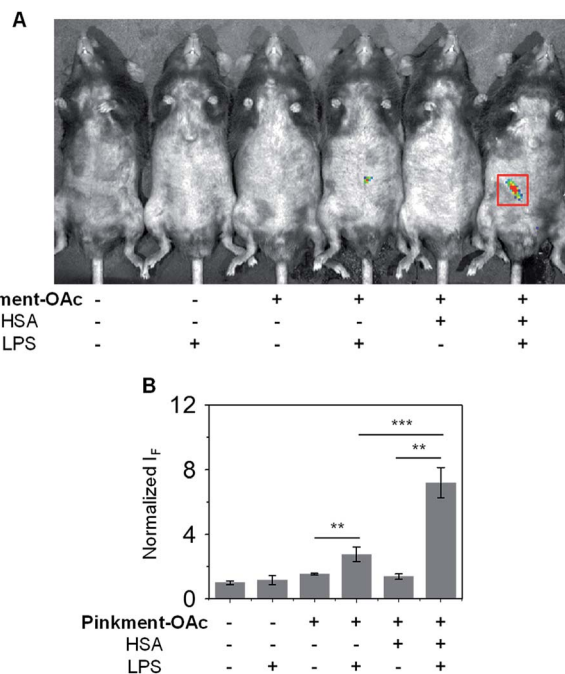 A
ment-OAc - - + + + +
HSA - - - - + +
LPS - + - + - +
B
12
***
**
8
Normalized IF
4
**
0
Pinkment-OAc - - + + + +
HSA - - - - + +
LPS - + - + - +